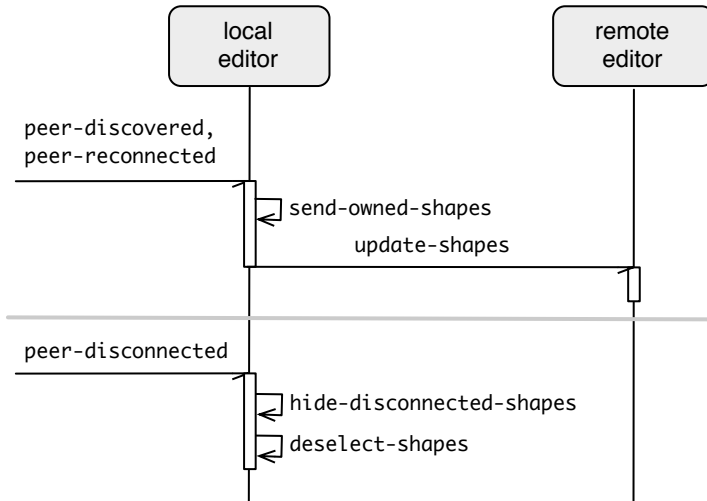 local
editor
remote
editor
peer-discovered,
peer-reconnected
send-owned-shapes
update-shapes
peer-disconnected
hide-disconnected-shapes
deselect-shapes